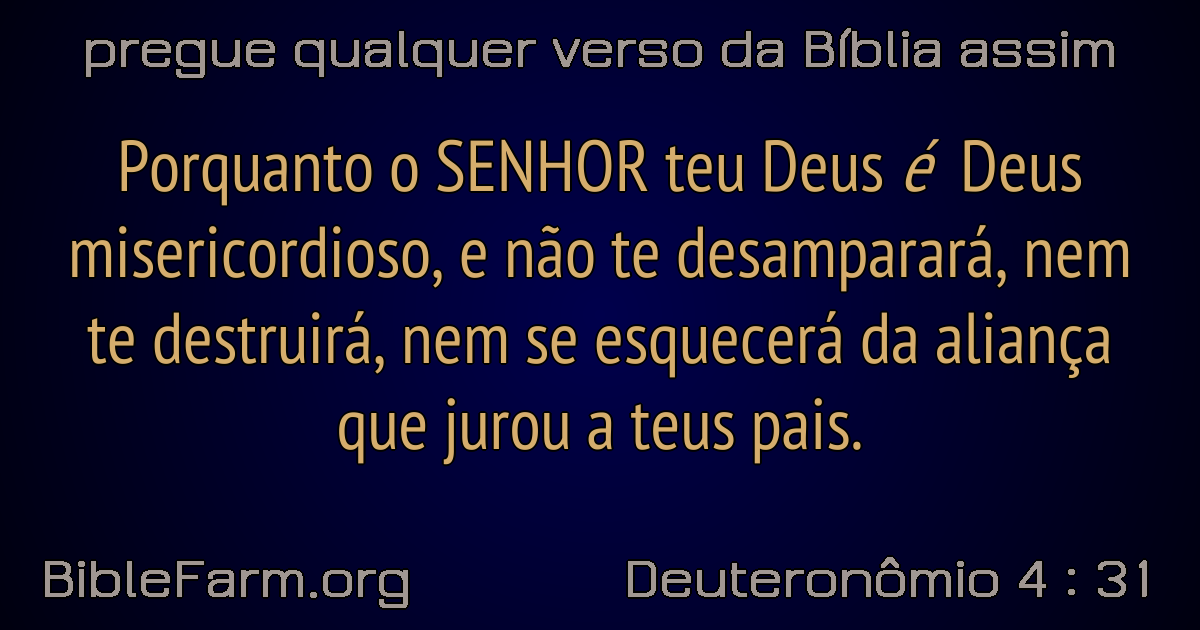 pregue qualquer verso da Bíblia assim
Porquanto o SENHOR teu Deus é Deus
misericordioso, e não te desamparará, nem
te destruirá, nem se esquecerá da aliança
que jurou a teus pais.
BibleFarm.org
Deuteronômio 4 : 31